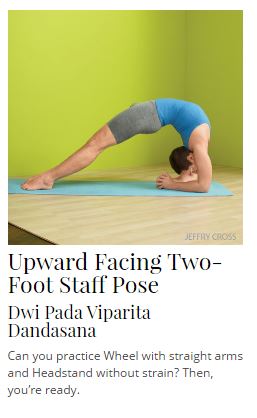 JEFFRY CROSS
Upward Facing Two-
Foot Staff Pose
Dwi Pada Viparita
Dandasana
Can you practice Wheel with straight arms
and Headstand without strain? Then,
you're ready.